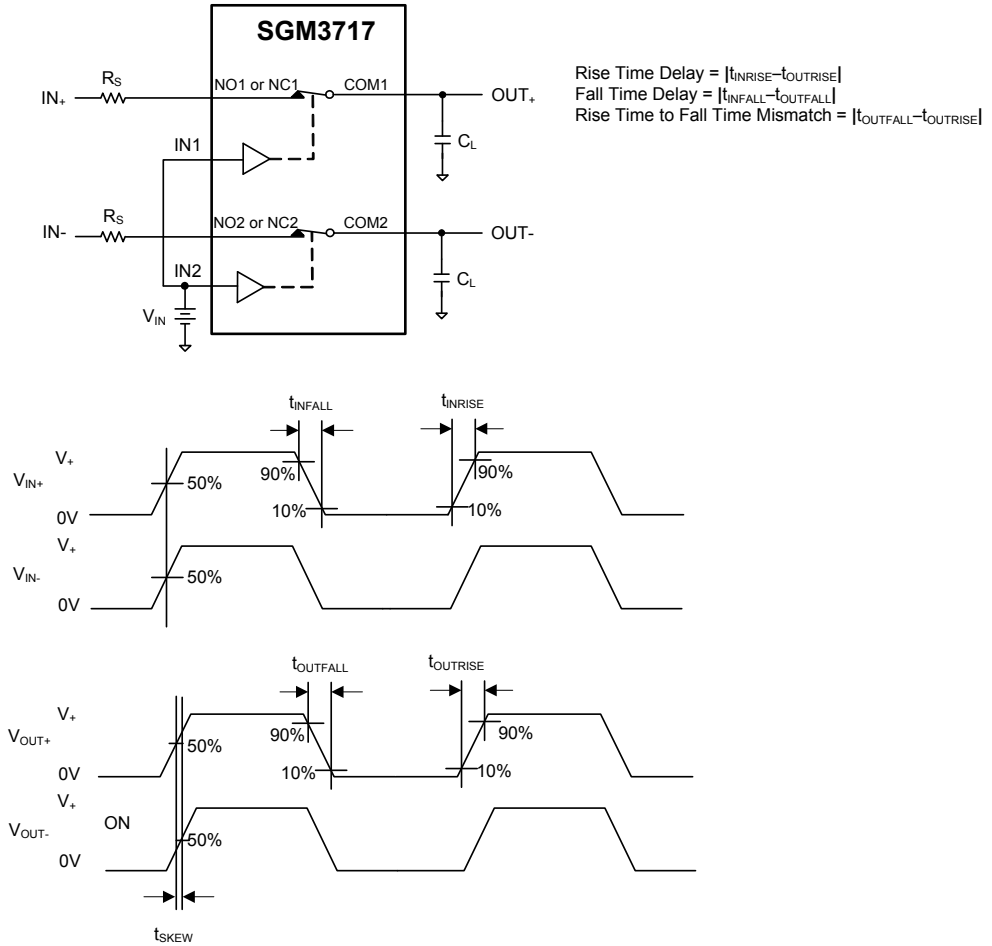 SGM3717
Rise Time Delay = |tINRISE–tOUTRISE|
Fall Time Delay = |tINFALL–tOUTFALL|
Rise Time to Fall Time Mismatch = |tOUTFALL–tOUTRISE|
IN+
RS
NO1 or NC1
COM1
OUT+
IN1
CL
IN-
RS
NO2 or NC2
COM2
OUT-
IN2
CL
VIN
tINFALL
tINRISE
V+
VIN+
0V
50%
90%
10%
90%
10%
V+
VIN-
0V
50%
tOUTFALL
tOUTRISE
V+
VOUT+
0V
50%
90%
10%
90%
10%
V+
VOUT-
ON
0V
50%
tSKEW